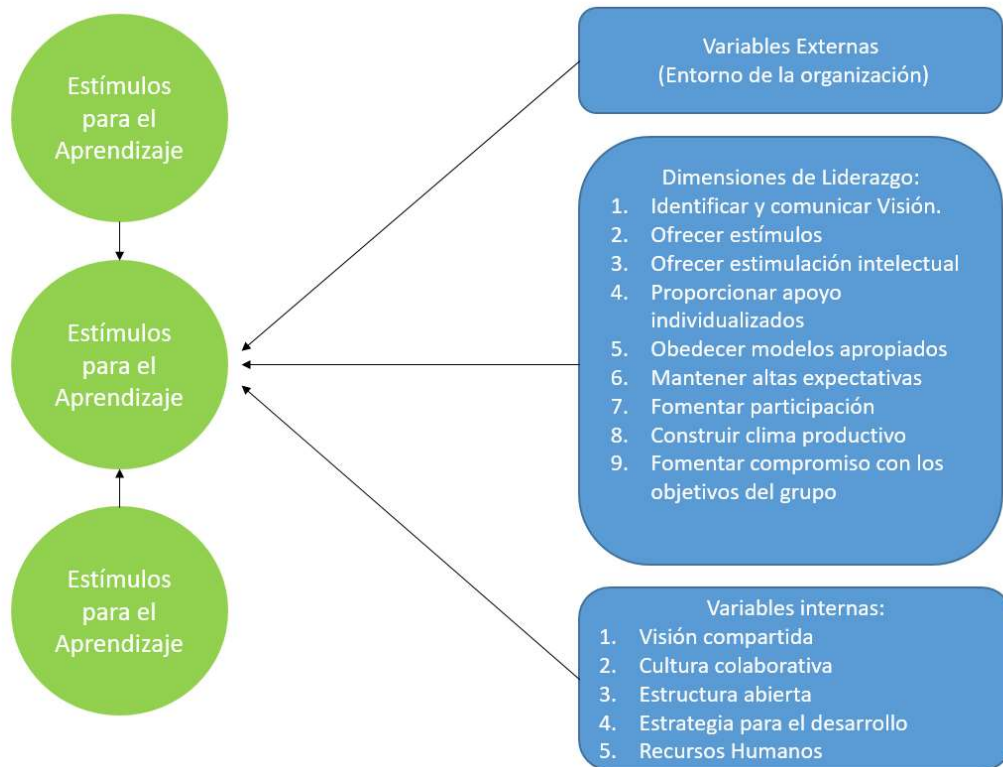 Estímulos
para el
Aprendizaje
Estímulos
para el
Aprendizaje
Estímulos
para el
Aprendizaje
Variables Externas
(Entorno de la organización)
Dimensiones de Liderazgo:
1. Identificar y comunicar Visión.
2. Ofrecer estímulos
3. Ofrecer estimulación intelectual
4. Proporcionar apoyo
individualizados
5. Obedecer modelos apropiados
6. Mantener altas expectativas
7. Fomentar participación
8. Construir clima productivo
9. Fomentar compromiso con los
objetivos del grupo
Variables internas:
1. Visión compartida
2. Cultura colaborativa
3. Estructura abierta
4. Estrategia para el desarrollo
5. Recursos Humanos